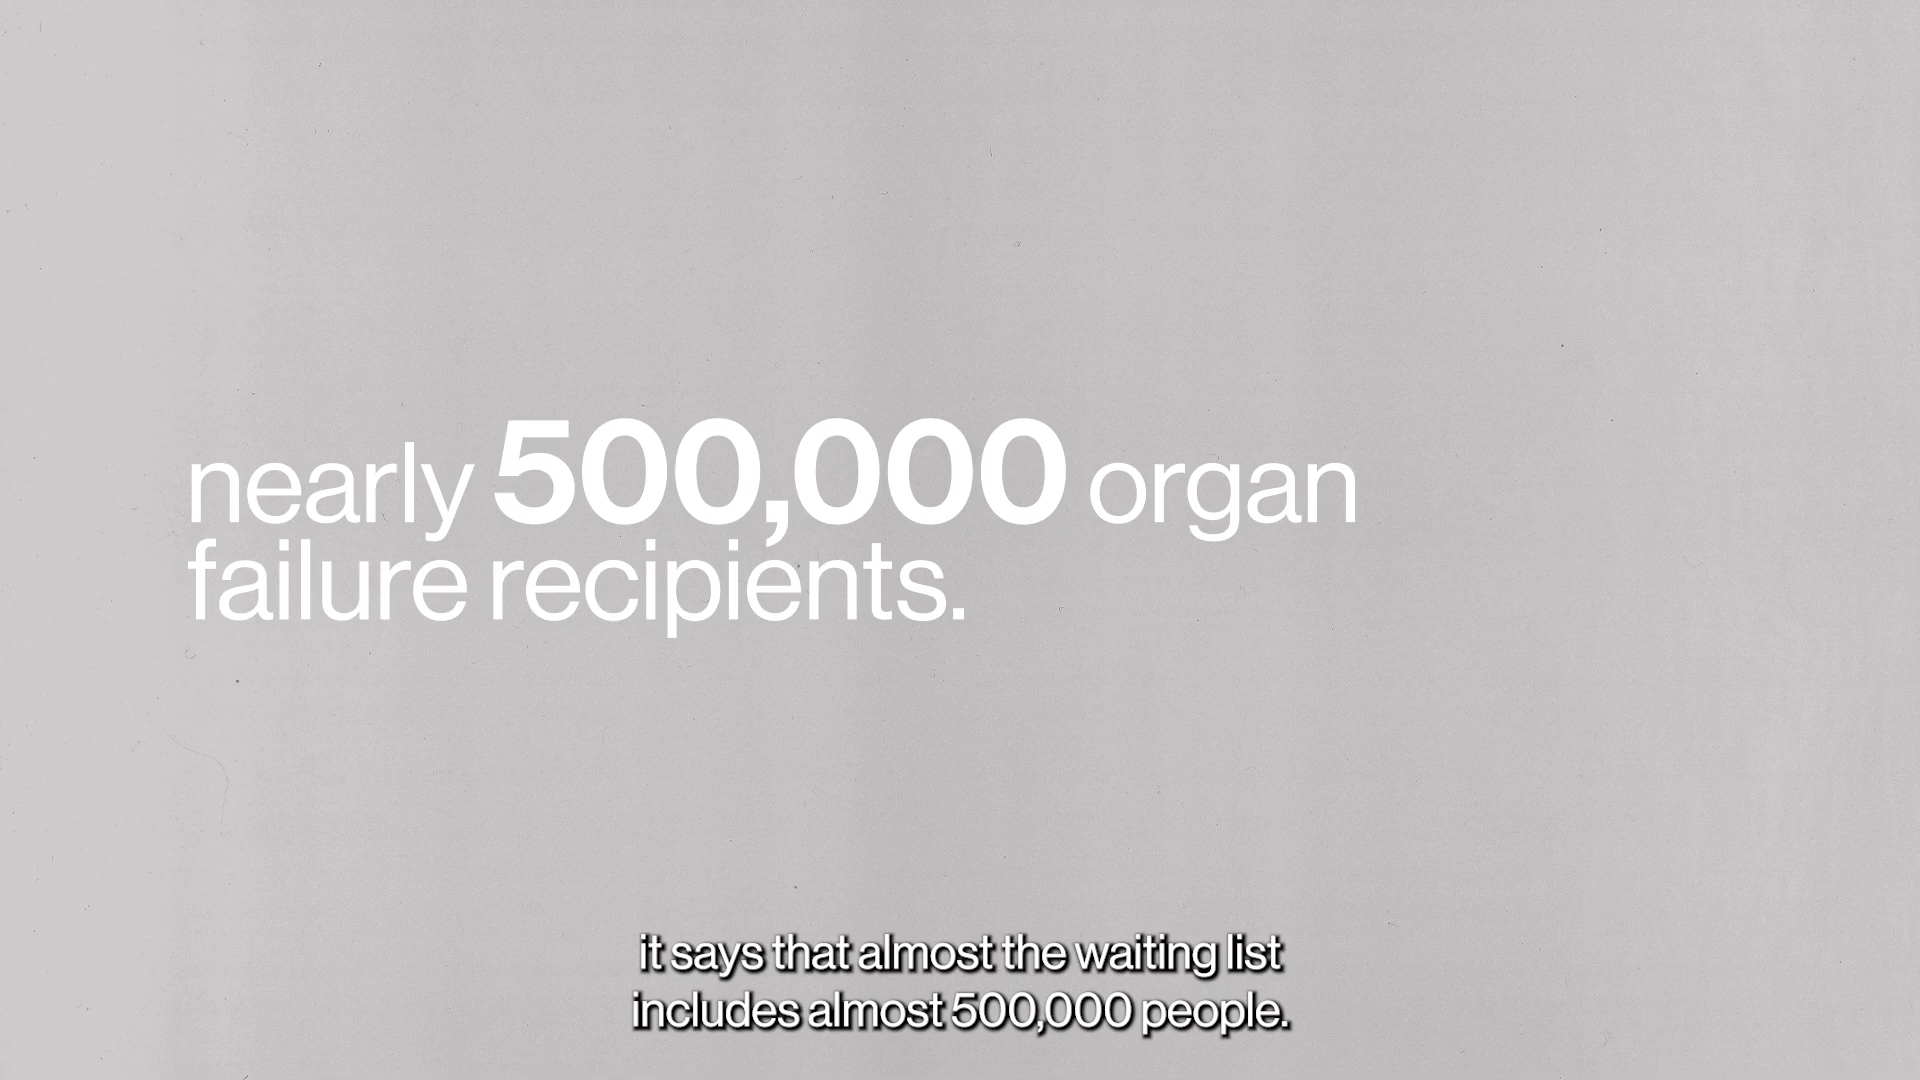 nearly 500,000 organ
failure recipients.
it says that almost the waiting list
includes almost 500,000 people.